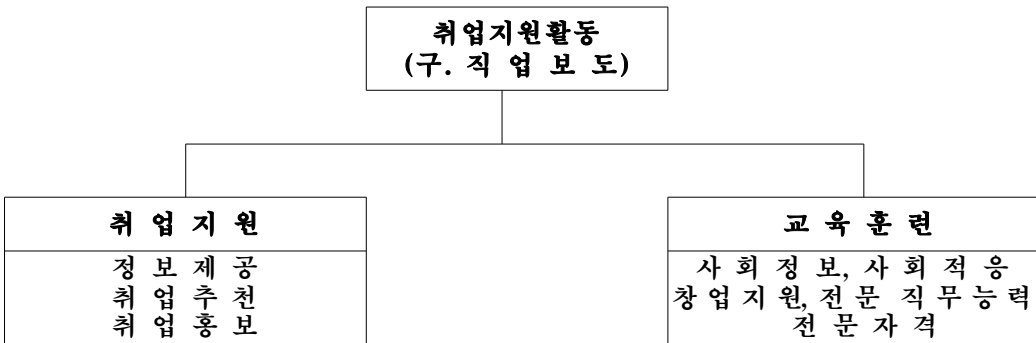 취업지원활동
(구. 직 업 보 도)
취 업 지 원
정 보 제 공
취 업 추 천
취 업 홍 보
교 육 훈 련
사 회 정 보, 사 회 적 응
창 업 지 원, 전 문 직 무 능 력
전 문 자 격